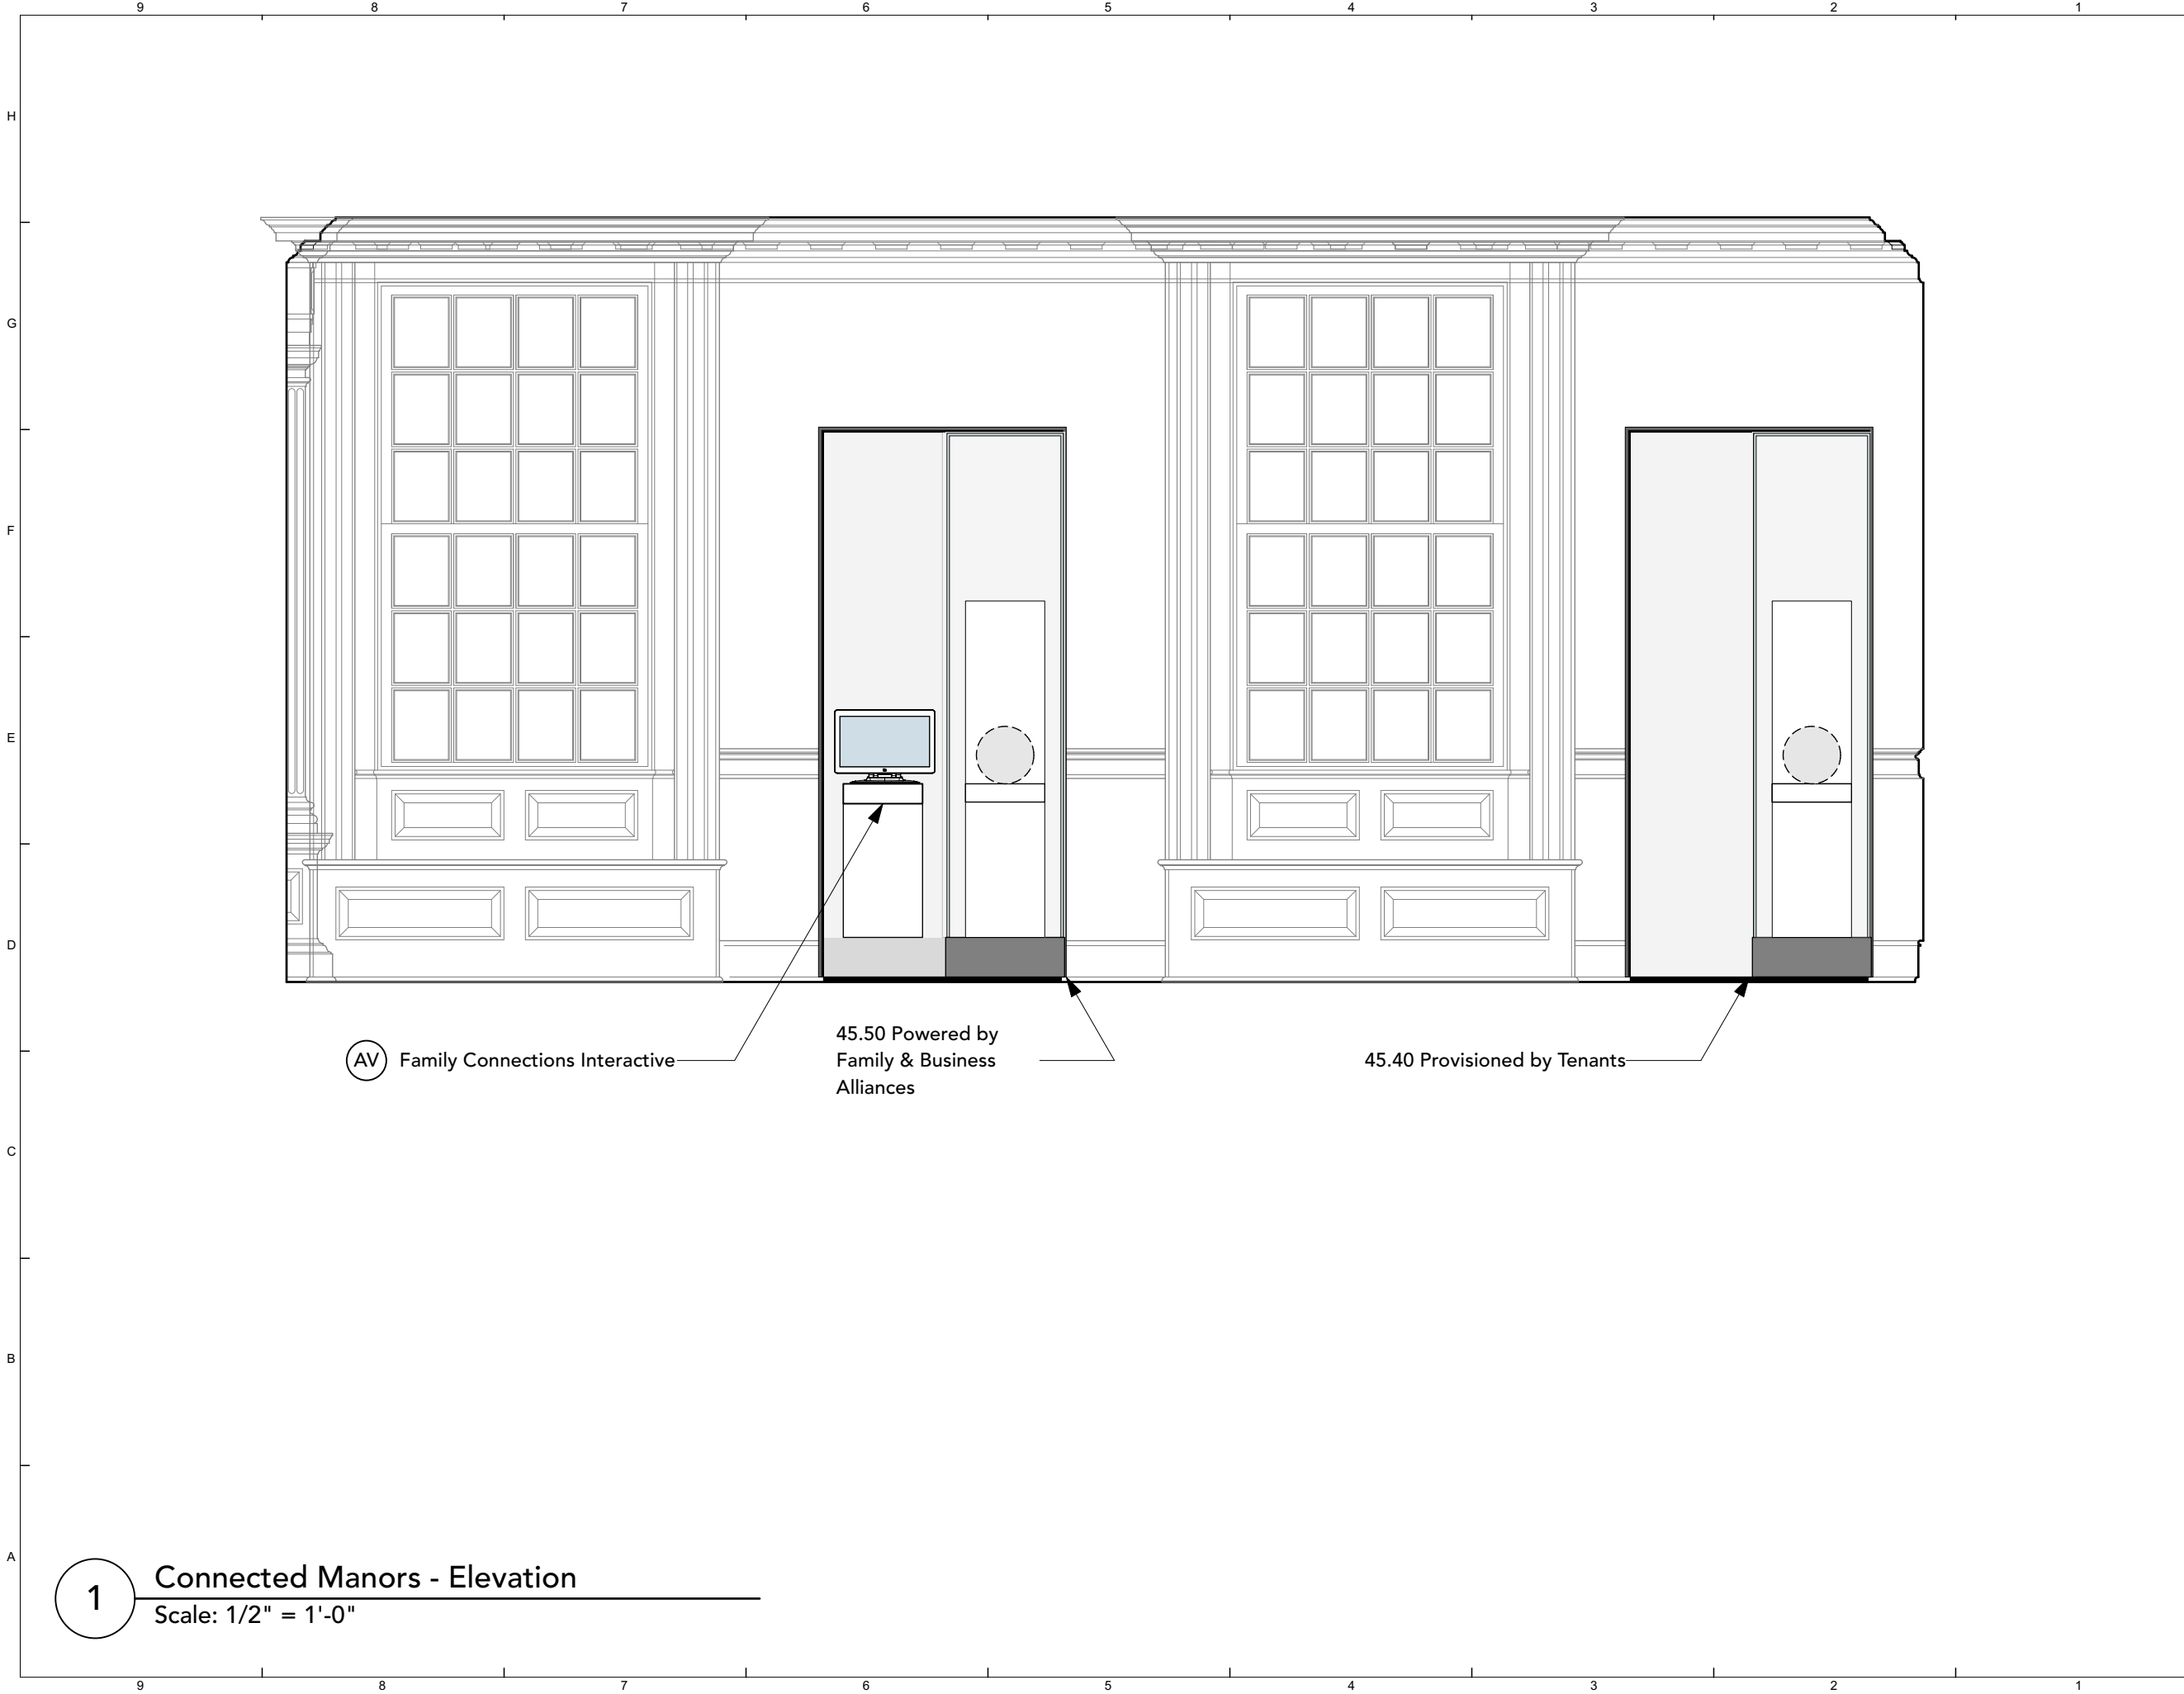 9 8 7 6 5 4 3 2 1
H
G
F
E
D
C
B
A
AV Family Connections Interactive
45.50 Powered by
Family & Business
Alliances
45.40 Provisioned by Tenants
1
Connected Manors - Elevation
Scale: 1/2" = 1'-0"
9 8 7 6 5 4 3 2 1